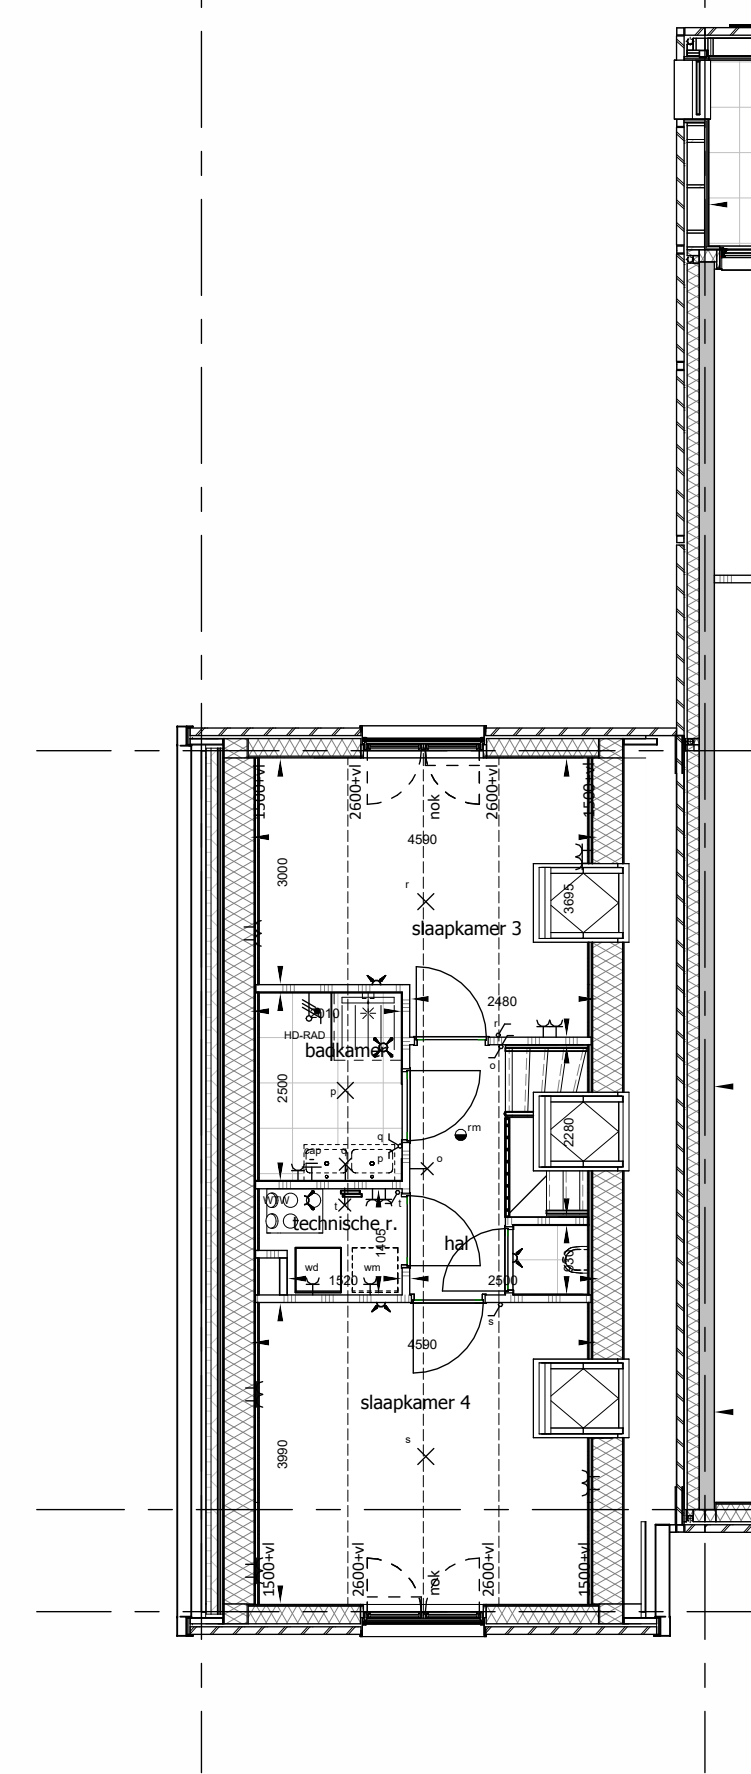 1500+vl
2600+vl
nok
2600+vl
1500+vl
4590
3000
3695
r
slaapkamer 3
2480
2010
r
HD-RAD
badkamer
o
2500
p
2280
rm
q
cap
q
p
o
WTW
t
t
technische r.
1405
hal
930
wd
wm
1520
2500
s
4590
slaapkamer 4
s
3990
1500+vl
2600+vl
nok
2600+vl
1500+vl